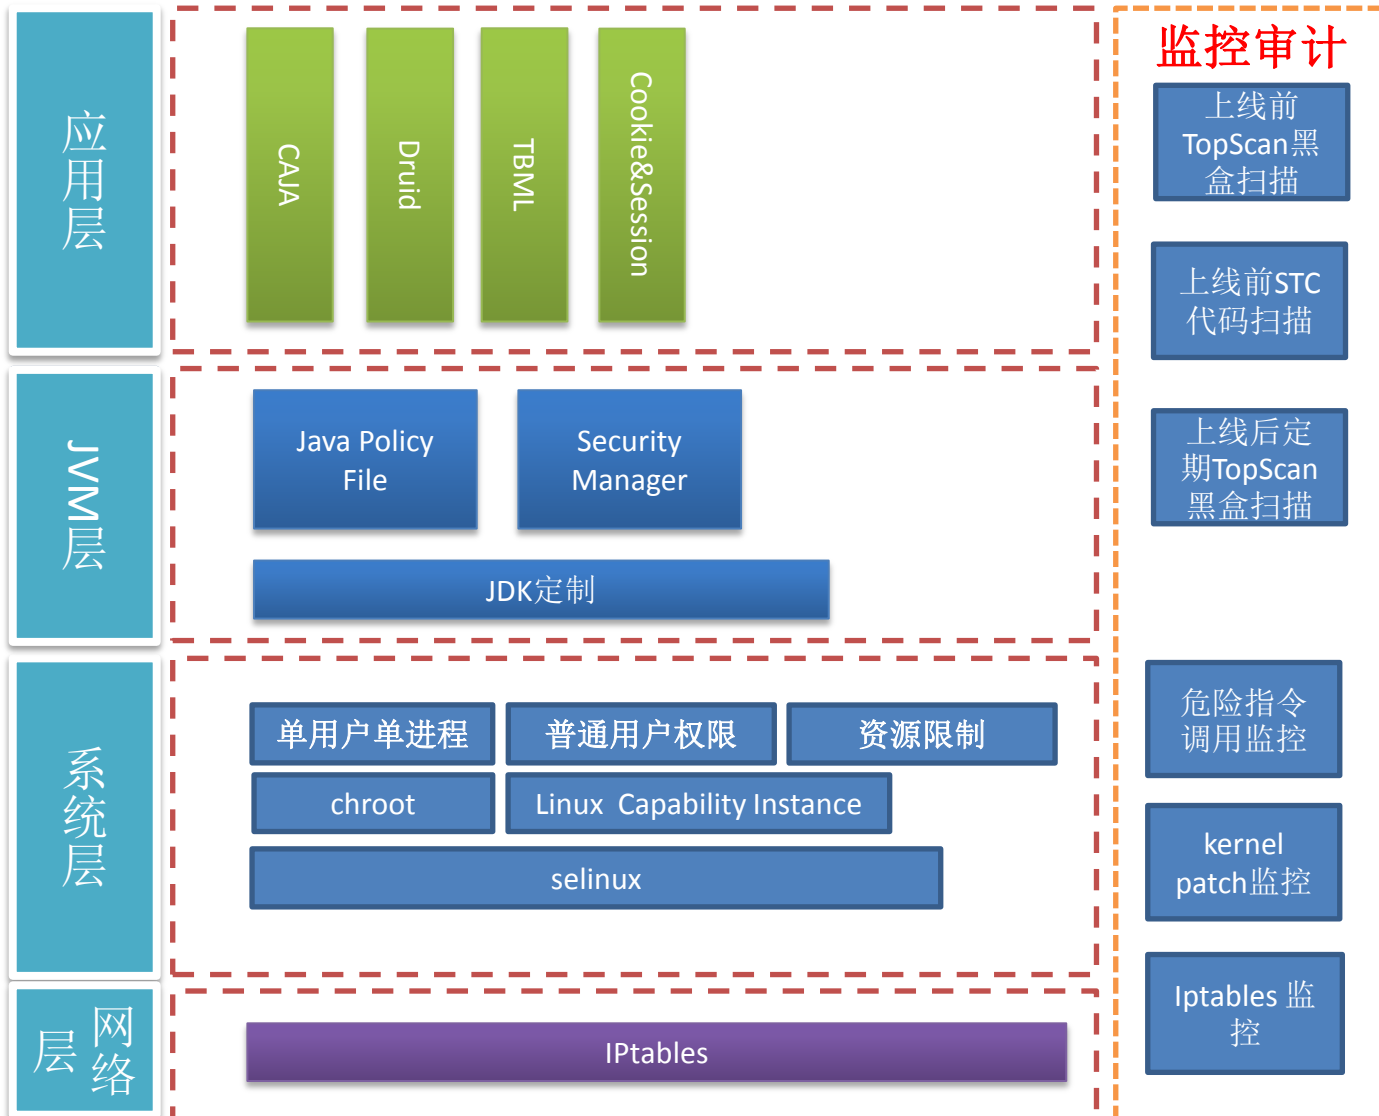 应用层
CAJA
Druid
TBML
Cookie&Session
JVM层
Java Policy
File
Security
Manager
JDK定制
系统层
单用户单进程
普通用户权限
资源限制
chroot
Linux  Capability Instance
selinux
网络
层
IPtables
监控审计
上线前
TopScan黑
盒扫描
上线前STC
代码扫描
上线后定
期TopScan
黑盒扫描
危险指令
调用监控
kernel
patch监控
Iptables 监
控